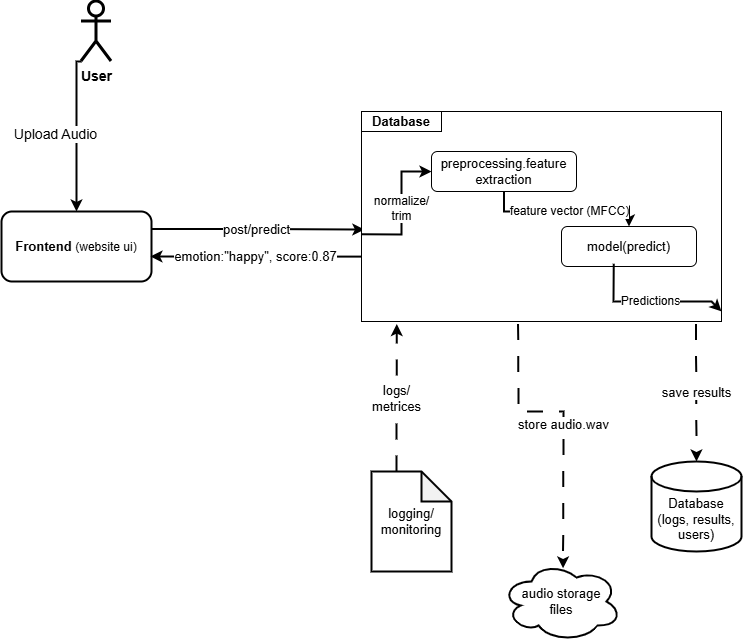 User
Upload Audio
Database
preprocessing.feature
extraction
normalize/
trim
feature vector (MFCC)
post/predict
Frontend (website ui)
model(predict)
emotion:"happy", score:0.87
Predictions
logs/
metrices
save results
store audio.wav
logging/
monitoring
Database
(logs, results,
users)
audio storage
files